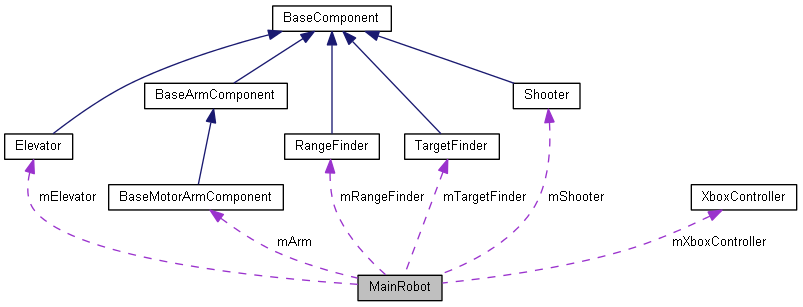 BaseComponent
BaseArmComponent
Shooter
Elevator
RangeFinder
TargetFinder
BaseMotorArmComponent
XboxController
mElevator
mRangeFinder
mTargetFinder
mShooter
mArm
mXboxController
MainRobot